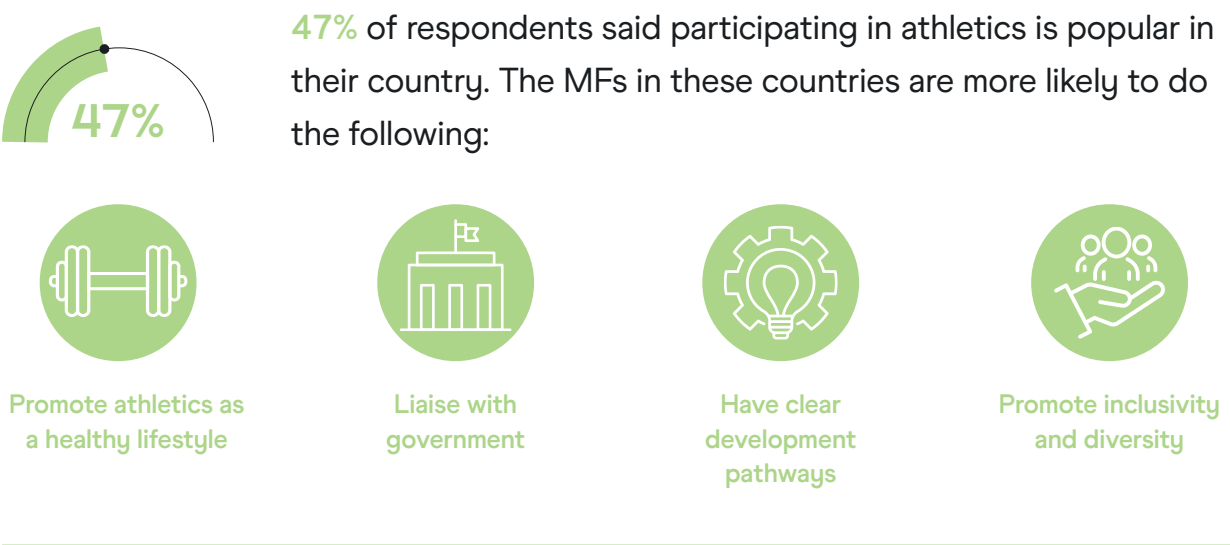 47% of respondents said participating in athletics is popular in
their country. The MFs in these countries are more likely to do
the following:
47%
Promote athletics as
a healthy lifestyle
Liaise with
government
Have clear
development
pathways
Promote inclusivity
and diversity